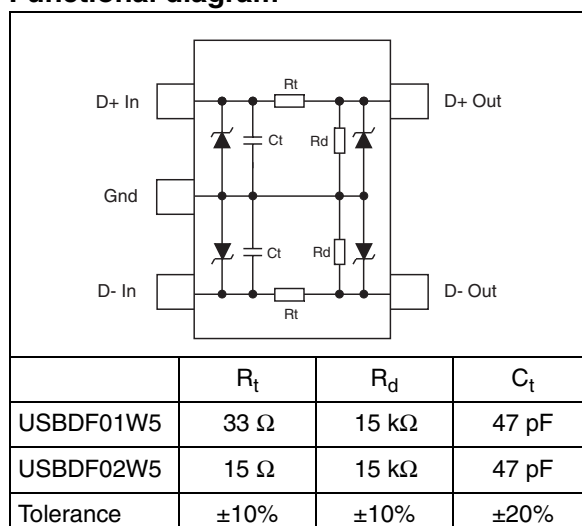 Functional diagram
D+ In
Rt
D+ Out
Ct
Rd
Gnd
Ct
Rd
D- In
Rt
D- Out
Rt Rd Ct
USBDF01W5 33 Ω 15 kΩ 47 pF
USBDF02W5 15 Ω 15 kΩ 47 pF
Tolerance ±10% ±10% ±20%